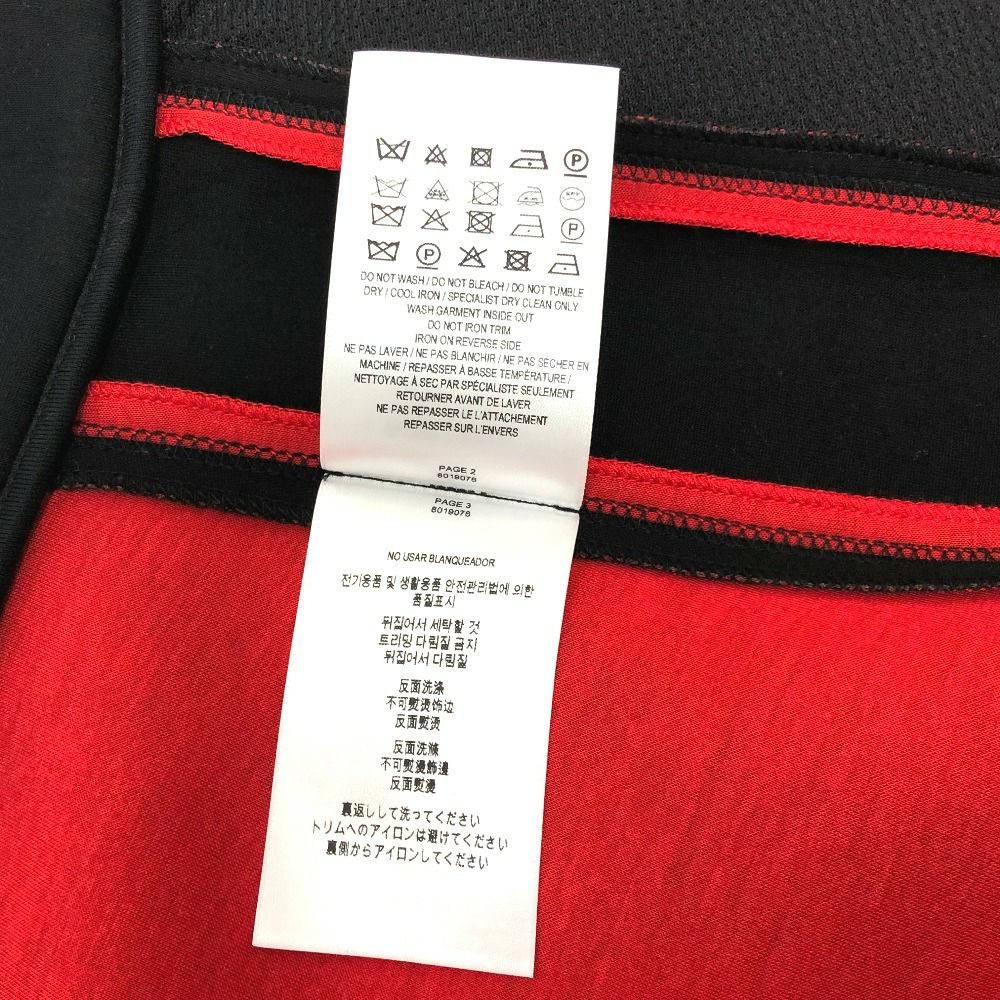 DO NOT WASH / DO NOT BLEACH / DO NOT TUMBLE
DRY / COOL IRON / SPECIALIST DRY CLEAN ONLY
WASH GARMENT INSIDE OUT
DO NOT IRON TRIM
IRON ON REVERSE SIDE
NE PAS LAVER / NE PAS BLANCHIR / NE PAS SÉCHER EN
MACHINE / REPASSER À BASSE TEMPÉRATURE /
NETTOYAGE À SEC PAR SPÉCIALISTE SEULEMENT
RETOURNER AVANT DE LAVER
NE PAS REPASSER LE L'ATTACHEMENT
REPASSER SUR L'ENVERS
PAGE 2
8019076
PAGE 3
8019076
NO USAR BLANQUEADOR
전기용품 및 생활용품 안전관리법에 의한
품질표시
뒤집어서 세탁할 것
트리밍 다림질 금지
뒤집어서 다림질
反面洗涤
不可熨烫饰边
反面熨烫
反面洗滌
不可熨燙飾邊
反面熨燙
裏返しして洗ってください
トリムへのアイロンは避けてください
裏側からアイロンしてください